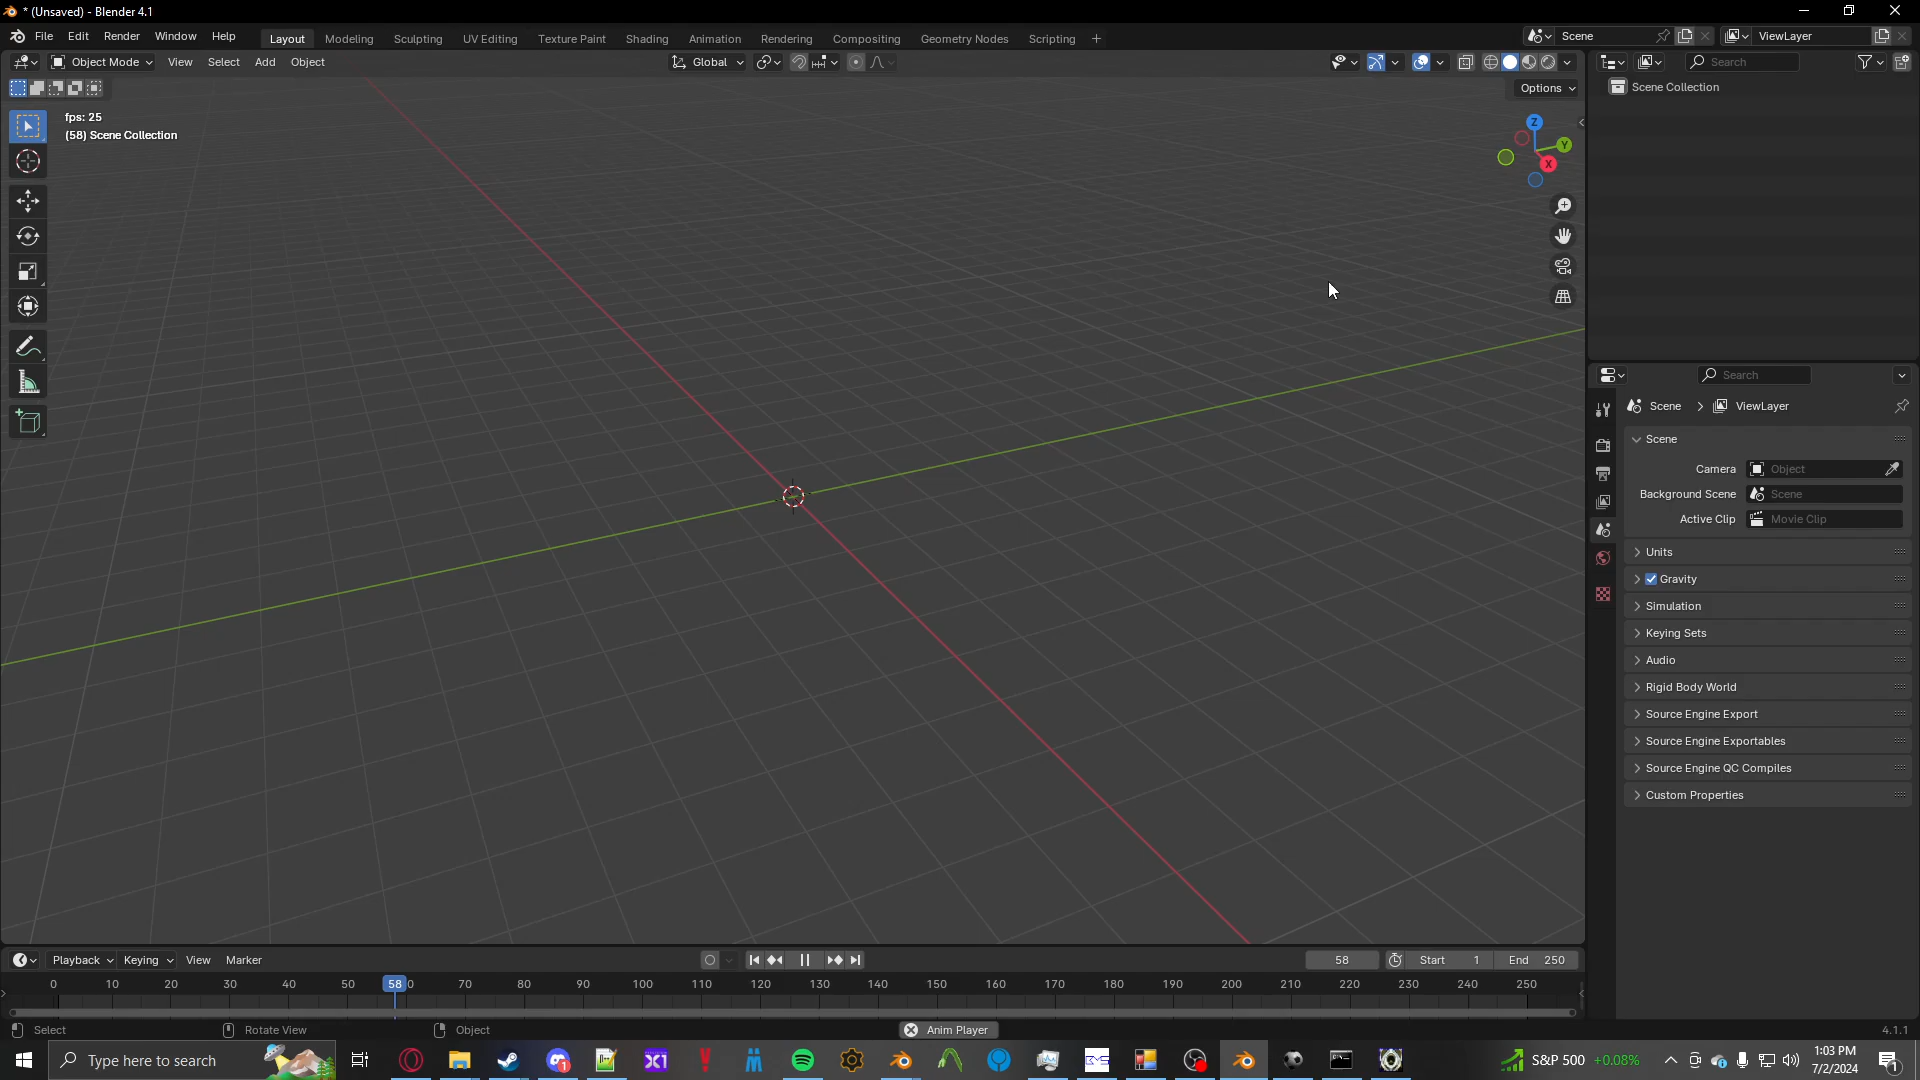 * (Unsaved) - Blender 4.1
File Edit Render Window Help Layout Modeling Sculpting UV Editing Texture Paint Shading Animation Rendering Compositing Geometry Nodes Scripting + Scene ViewLayer
Object Mode View Select Add Object Global Search
Options Scene Collection
fps: 25
(58) Scene Collection
Z
Y
X
Search
Scene > ViewLayer
Scene
Camera Object
Background Scene Scene
Active Clip Movie Clip
Units
Gravity
Simulation
Keying Sets
Audio
Rigid Body World
Source Engine Export
Source Engine Exportables
Source Engine QC Compiles
Custom Properties
Playback Keying View Marker 58 Start 1 End 250
0 10 20 30 40 50 58 0 70 80 90 100 110 120 130 140 150 160 170 180 190 200 210 220 230 240 250
Select Rotate View Object Anim Player 4.1.1
Type here to search S&P 500 +0.08% 1:03 PM
7/2/2024